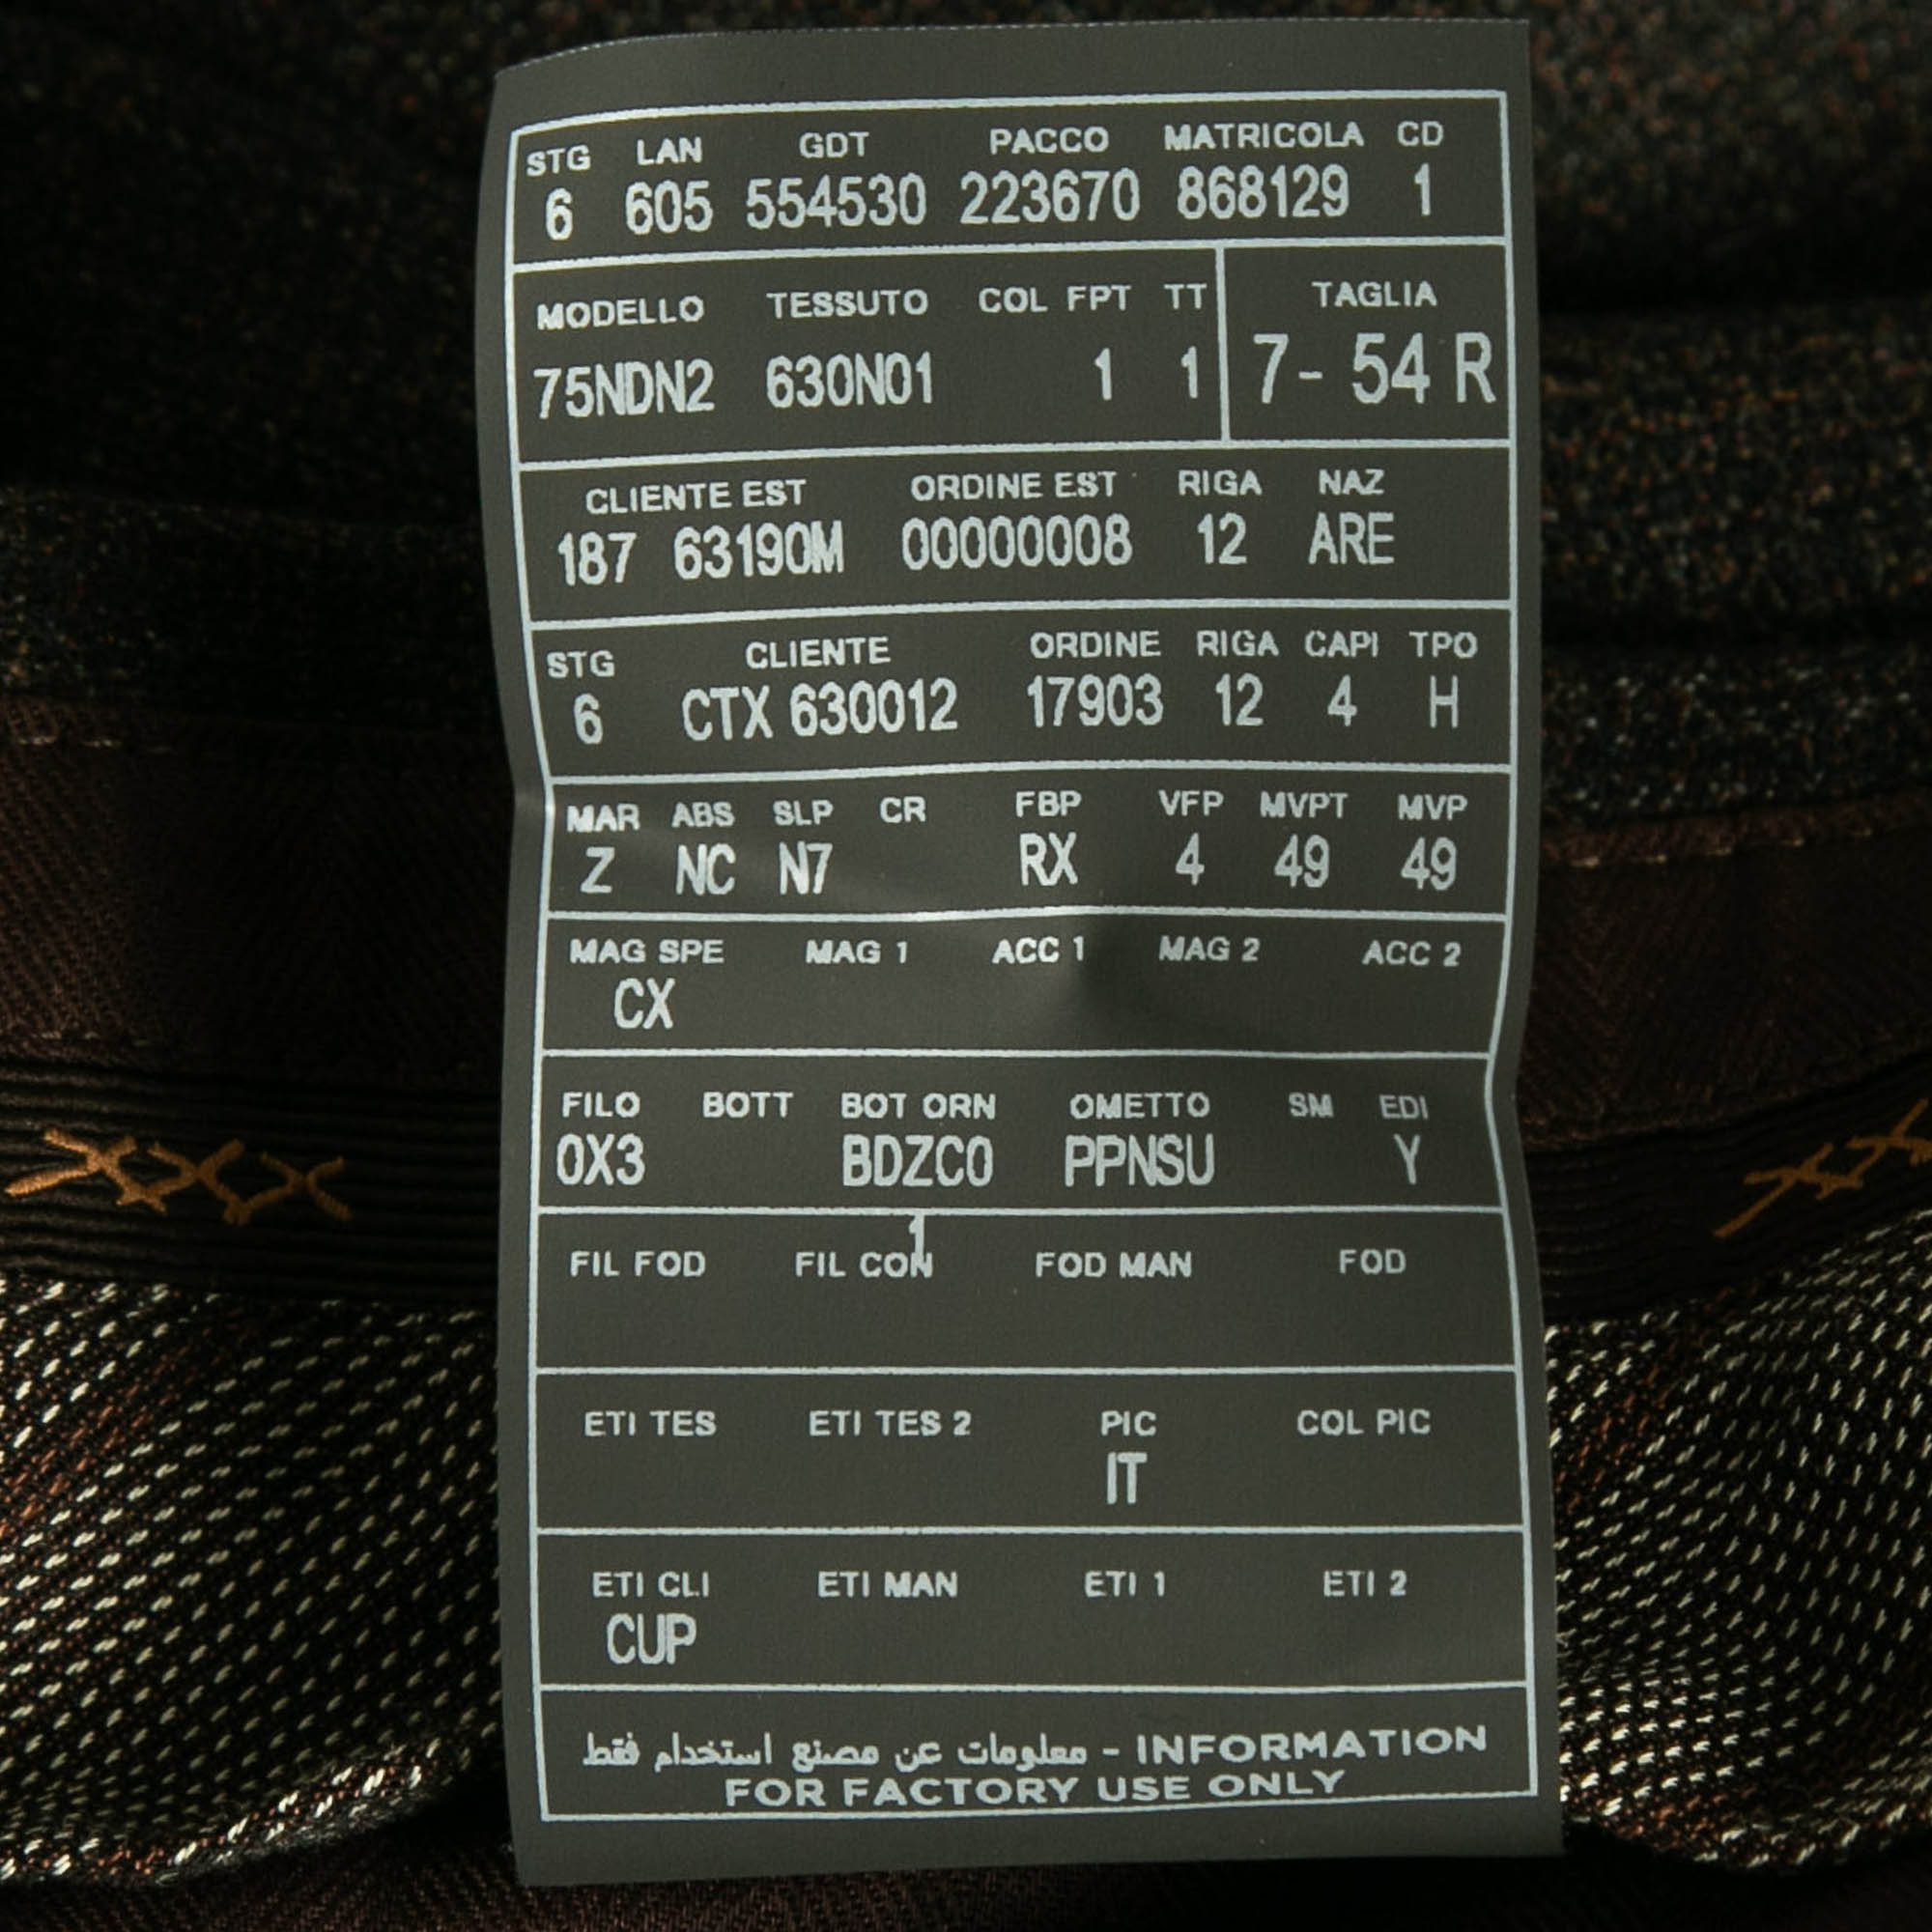 STG LAN GDT PACCO MATRICOLA CD
6 605 554530 223670 868129 1
MODELLO TESSUTO COL FPT TT TAGLIA
75NDN2 630N01 1 1 7- 54 R
CLIENTE EST ORDINE EST RIGA NAZ
187 63190M 00000008 12 ARE
STG CLIENTE ORDINE RIGA CAPI TPO
6 CTX 630012 17903 12 4 H
MAR ABS SLP CR FBP VFP MVPT MVP
Z NC N7 RX 4 49 49
MAG SPE MAG 1 ACC 1 MAG 2 ACC 2
CX
FILO BOTT BOT ORN OMETTO SM EDI
0X3 BDZC0 PPNSU Y
1
FIL FOD FIL CON FOD MAN FOD
ETI TES ETI TES 2 PIC COL PIC
IT
ETI CLI ETI MAN ETI 1 ETI 2
CUP
معلومات عن مصنع استخدام فقط - INFORMATION
FOR FACTORY USE ONLY